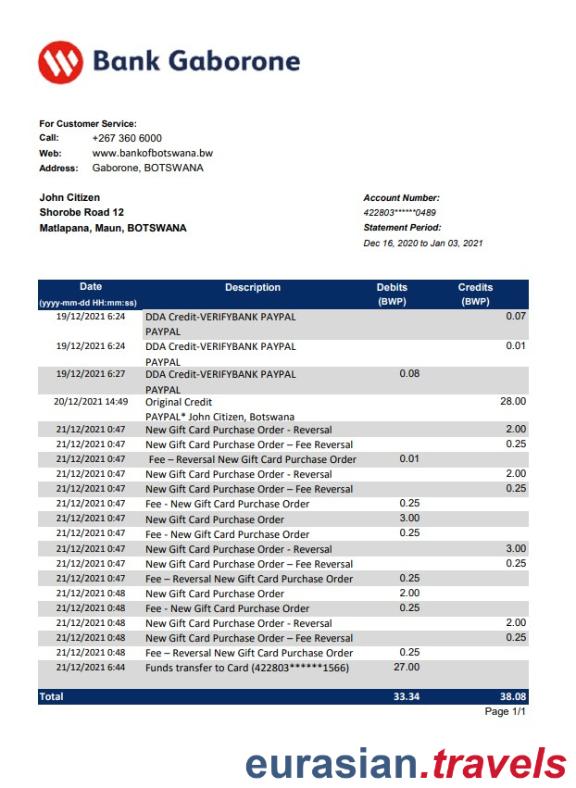 Bank Gaborone
For Customer Service:
Call: +267 360 6000
Web: www.bankofbotswana.bw
Address: Gaborone, BOTSWANA
John Citizen
Shorobe Road 12
Matlapana, Maun, BOTSWANA
Account Number:
422803******0489
Statement Period:
Dec 16, 2020 to Jan 03, 2021
Date Description Debits Credits
(yyyy-mm-dd HH:mm:ss) (BWP) (BWP)
19/12/2021 6:24 DDA Credit-VERIFYBANK PAYPAL 0.07
PAYPAL
19/12/2021 6:24 DDA Credit-VERIFYBANK PAYPAL 0.01
PAYPAL
19/12/2021 6:27 DDA Credit-VERIFYBANK PAYPAL 0.08
PAYPAL
20/12/2021 14:49 Original Credit 28.00
PAYPAL* John Citizen, Botswana
21/12/2021 0:47 New Gift Card Purchase Order - Reversal 2.00
21/12/2021 0:47 New Gift Card Purchase Order – Fee Reversal 0.25
21/12/2021 0:47 Fee – Reversal New Gift Card Purchase Order 0.01
21/12/2021 0:47 New Gift Card Purchase Order - Reversal 2.00
21/12/2021 0:47 New Gift Card Purchase Order – Fee Reversal 0.25
21/12/2021 0:47 Fee - New Gift Card Purchase Order 0.25
21/12/2021 0:47 New Gift Card Purchase Order 3.00
21/12/2021 0:47 Fee - New Gift Card Purchase Order 0.25
21/12/2021 0:47 New Gift Card Purchase Order - Reversal 3.00
21/12/2021 0:47 New Gift Card Purchase Order – Fee Reversal 0.25
21/12/2021 0:47 Fee – Reversal New Gift Card Purchase Order 0.25
21/12/2021 0:48 New Gift Card Purchase Order 2.00
21/12/2021 0:48 Fee - New Gift Card Purchase Order 0.25
21/12/2021 0:48 New Gift Card Purchase Order - Reversal 2.00
21/12/2021 0:48 New Gift Card Purchase Order – Fee Reversal 0.25
21/12/2021 0:48 Fee – Reversal New Gift Card Purchase Order 0.25
21/12/2021 6:44 Funds transfer to Card (422803******1566) 27.00
Total 33.34 38.08
Page 1/1
eurasian.travels